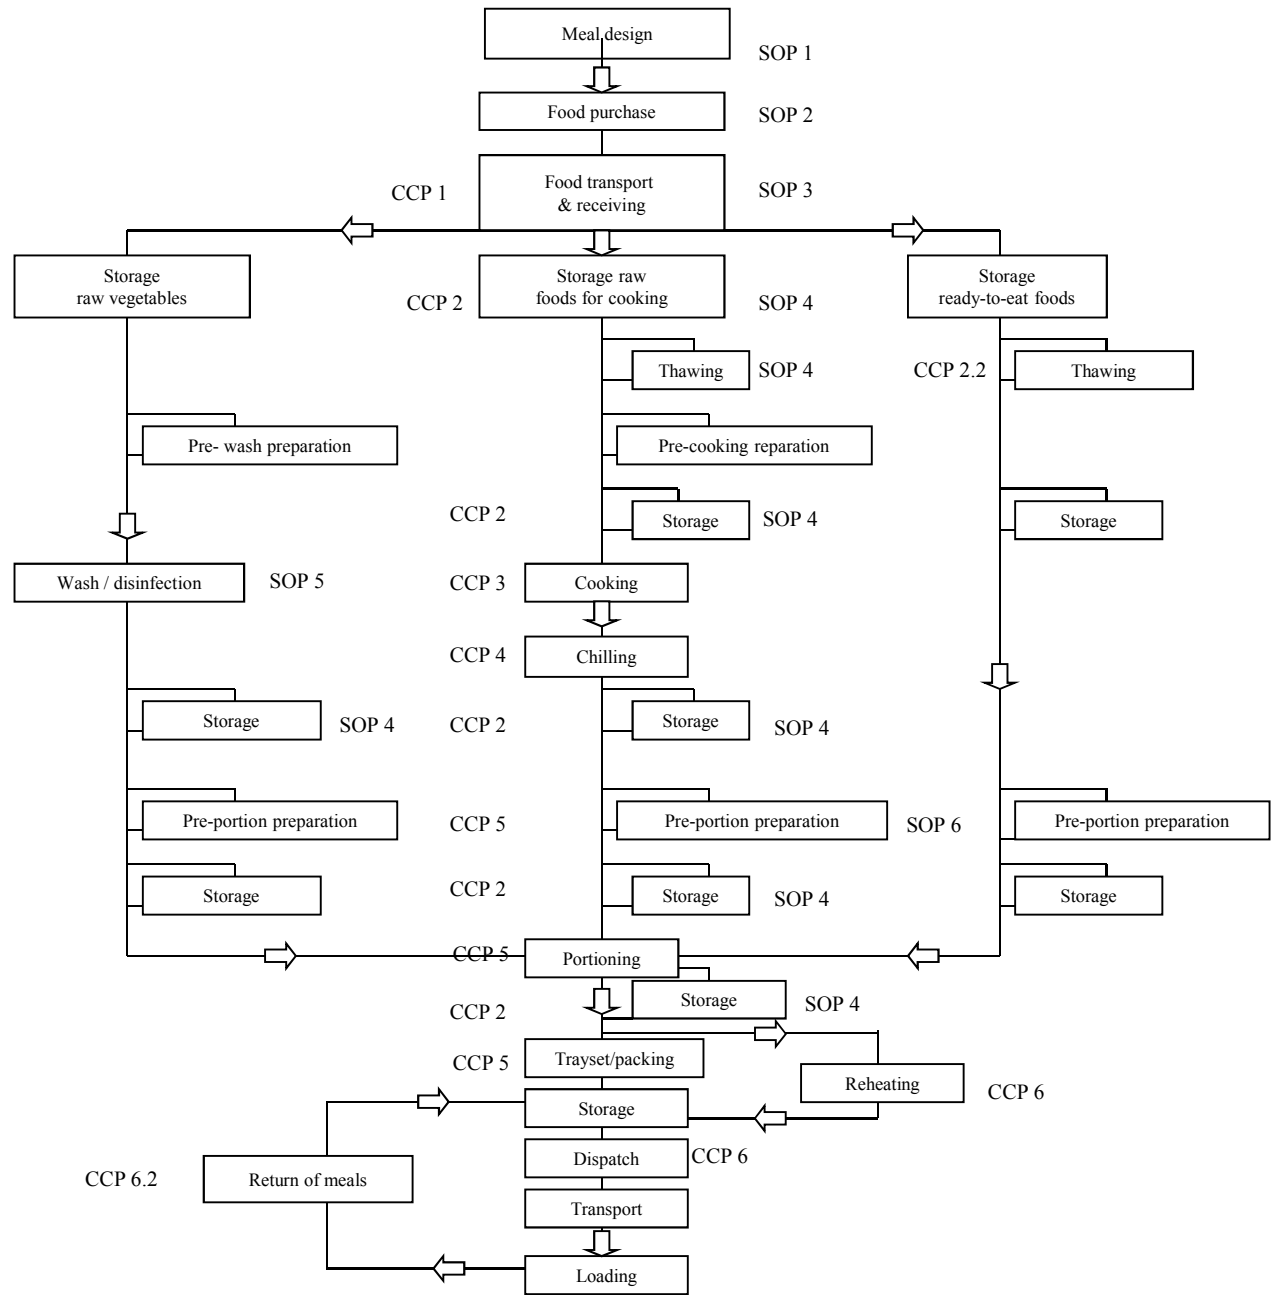 Meal design
SOP 1
Food purchase
SOP 2
CCP 1
Food transport
& receiving
SOP 3
Storage
raw vegetables
CCP 2
Storage raw
foods for cooking
SOP 4
Storage
ready-to-eat foods
Thawing
SOP 4
CCP 2.2
Thawing
Pre- wash preparation
Pre-cooking reparation
CCP 2
Storage
SOP 4
Storage
Wash / disinfection
SOP 5
CCP 3
Cooking
CCP 4
Chilling
Storage
SOP 4
CCP 2
Storage
SOP 4
Pre-portion preparation
CCP 5
Pre-portion preparation
SOP 6
Pre-portion preparation
Storage
CCP 2
Storage
SOP 4
Storage
CCP 5
Portioning
CCP 2
Storage
SOP 4
CCP 5
Trayset/packing
Reheating
CCP 6
Storage
Dispatch
CCP 6
CCP 6.2
Return of meals
Transport
Loading